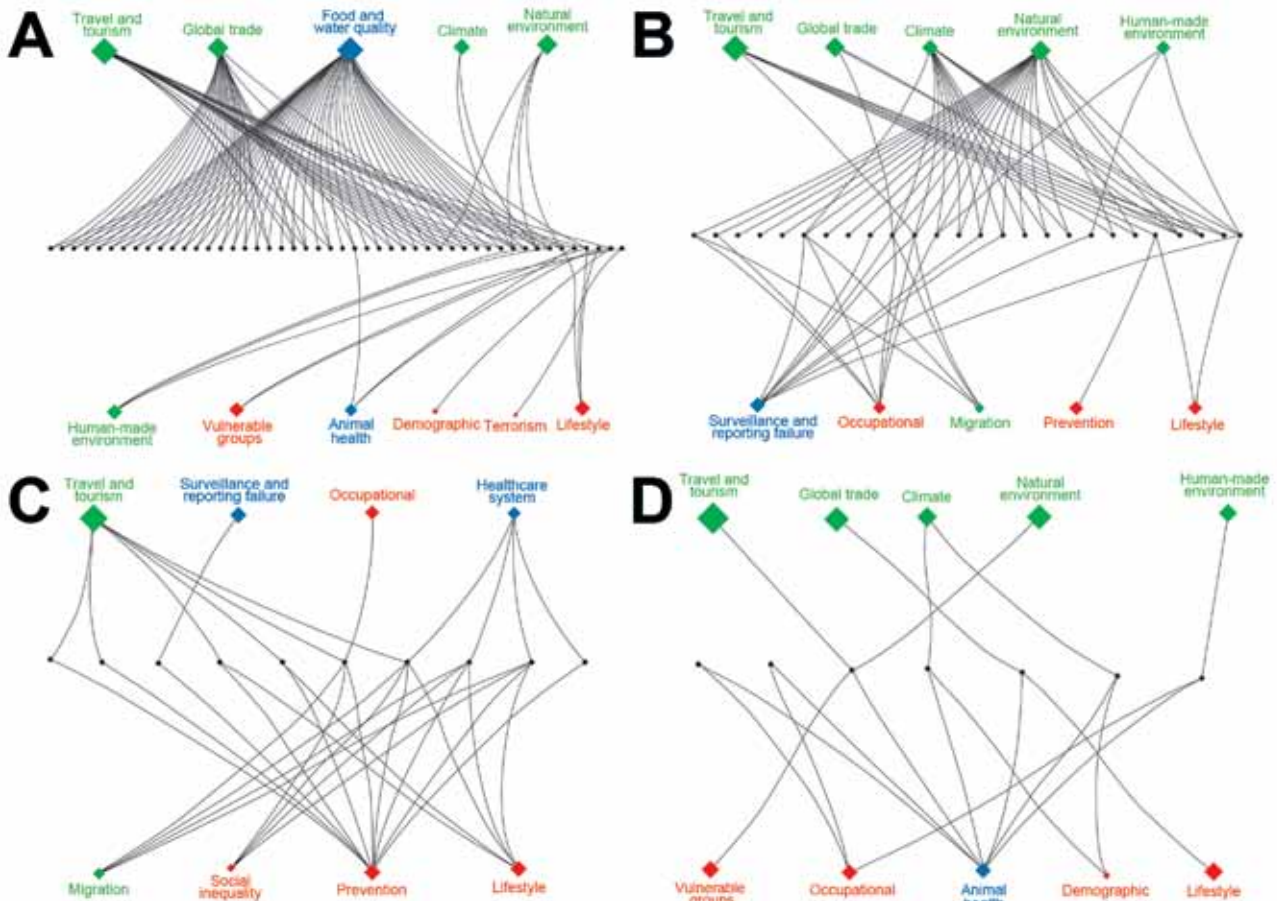 A
Travel and
tourism
Global trade
Food and
water quality
Climate
Natural
environment
Human-made
environment
Vulnerable
groups
Animal
health
Demographic
Terrorism
Lifestyle
B
Travel and
tourism
Global trade
Climate
Natural
environment
Human-made
environment
Surveillance and
reporting failure
Occupational
Migration
Prevention
Lifestyle
C
Travel and
tourism
Surveillance and
reporting failure
Occupational
Healthcare
system
Migration
Social
inequality
Prevention
Lifestyle
D
Travel and
tourism
Global trade
Climate
Natural
environment
Human-made
environment
Vulnerable
groups
Occupational
Animal
health
Demographic
Lifestyle